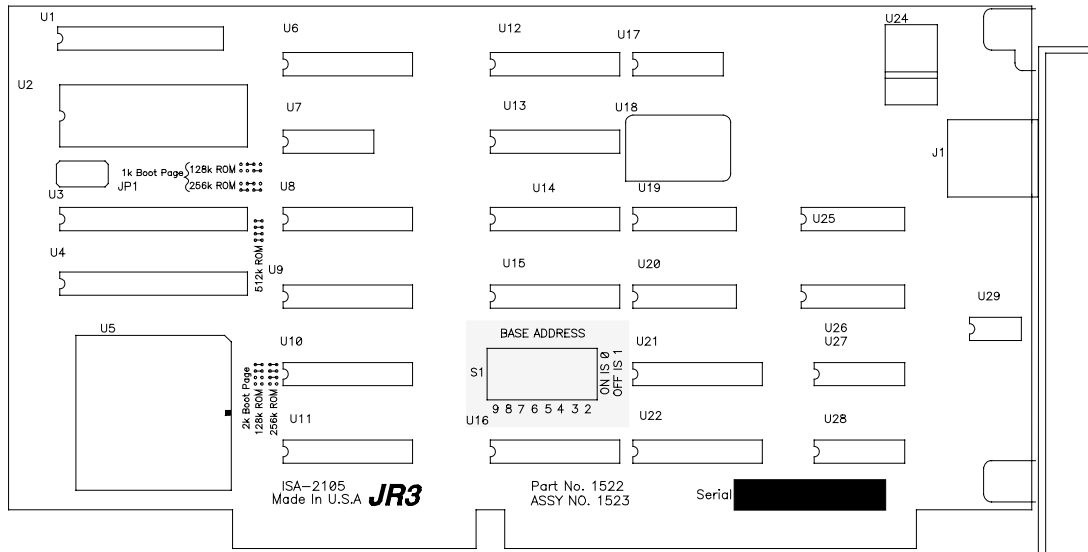 U1
U6
U12
U17
U24
U2
U7
U13
U18
J1
1k Boot Page
128k ROM
256k ROM
JP1
U3
U8
U14
U19
U25
512k ROM
U4
U9
U15
U20
U29
U5
U10
BASE ADDRESS
S1
ON IS 0
OFF IS 1
9 8 7 6 5 4 3 2
U21
U26
U27
2k Boot Page
128k ROM
256k ROM
U11
U16
U22
U28
ISA-2105
Made In U.S.A
JR3
Part No. 1522
ASSY NO. 1523
Serial